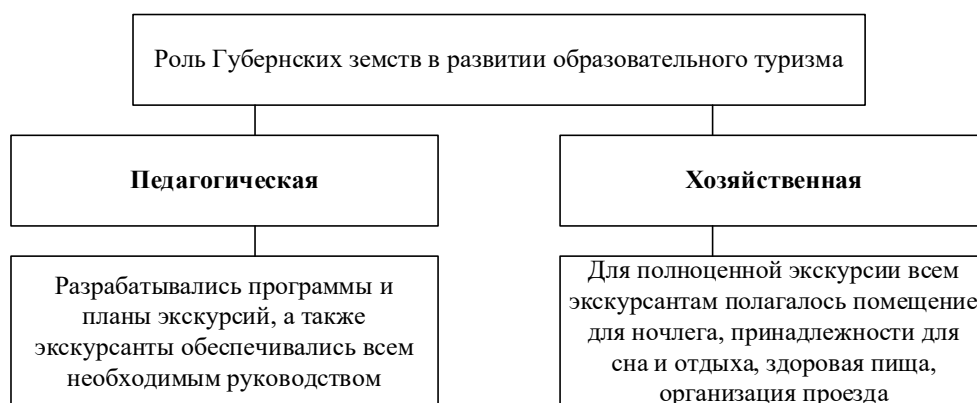 Роль Губернских земств в развитии образовательного туризма
Педагогическая
Хозяйственная
Разрабатывались программы и
планы экскурсий, а также
экскурсанты обеспечивались всем
необходимым руководством
Для полноценной экскурсии всем
экскурсантам полагалось помещение
для ночлега, принадлежности для
сна и отдыха, здоровая пища,
организация проезда